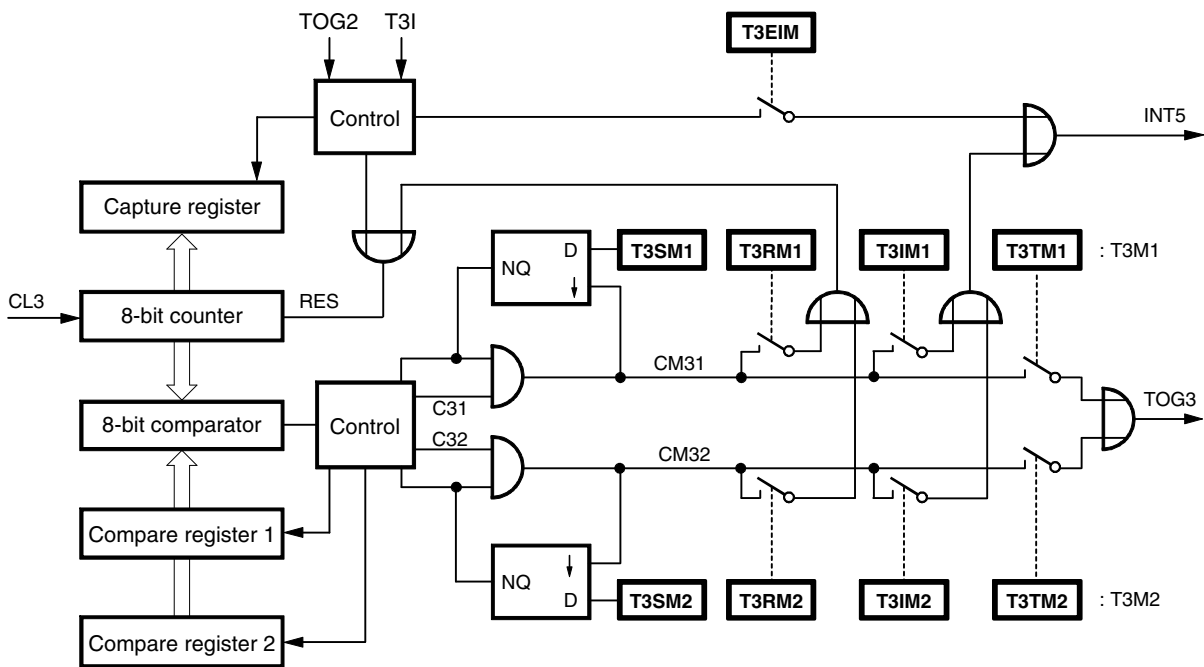 TOG2 T3I
T3EIM
Control
INT5
Capture register
NQ D
T3SM1 T3RM1 T3IM1 T3TM1 : T3M1
CL3
8-bit counter
RES
CM31
C31
8-bit comparator
Control
TOG3
C32
CM32
Compare register 1
NQ
D
T3SM2 T3RM2 T3IM2 T3TM2 : T3M2
Compare register 2